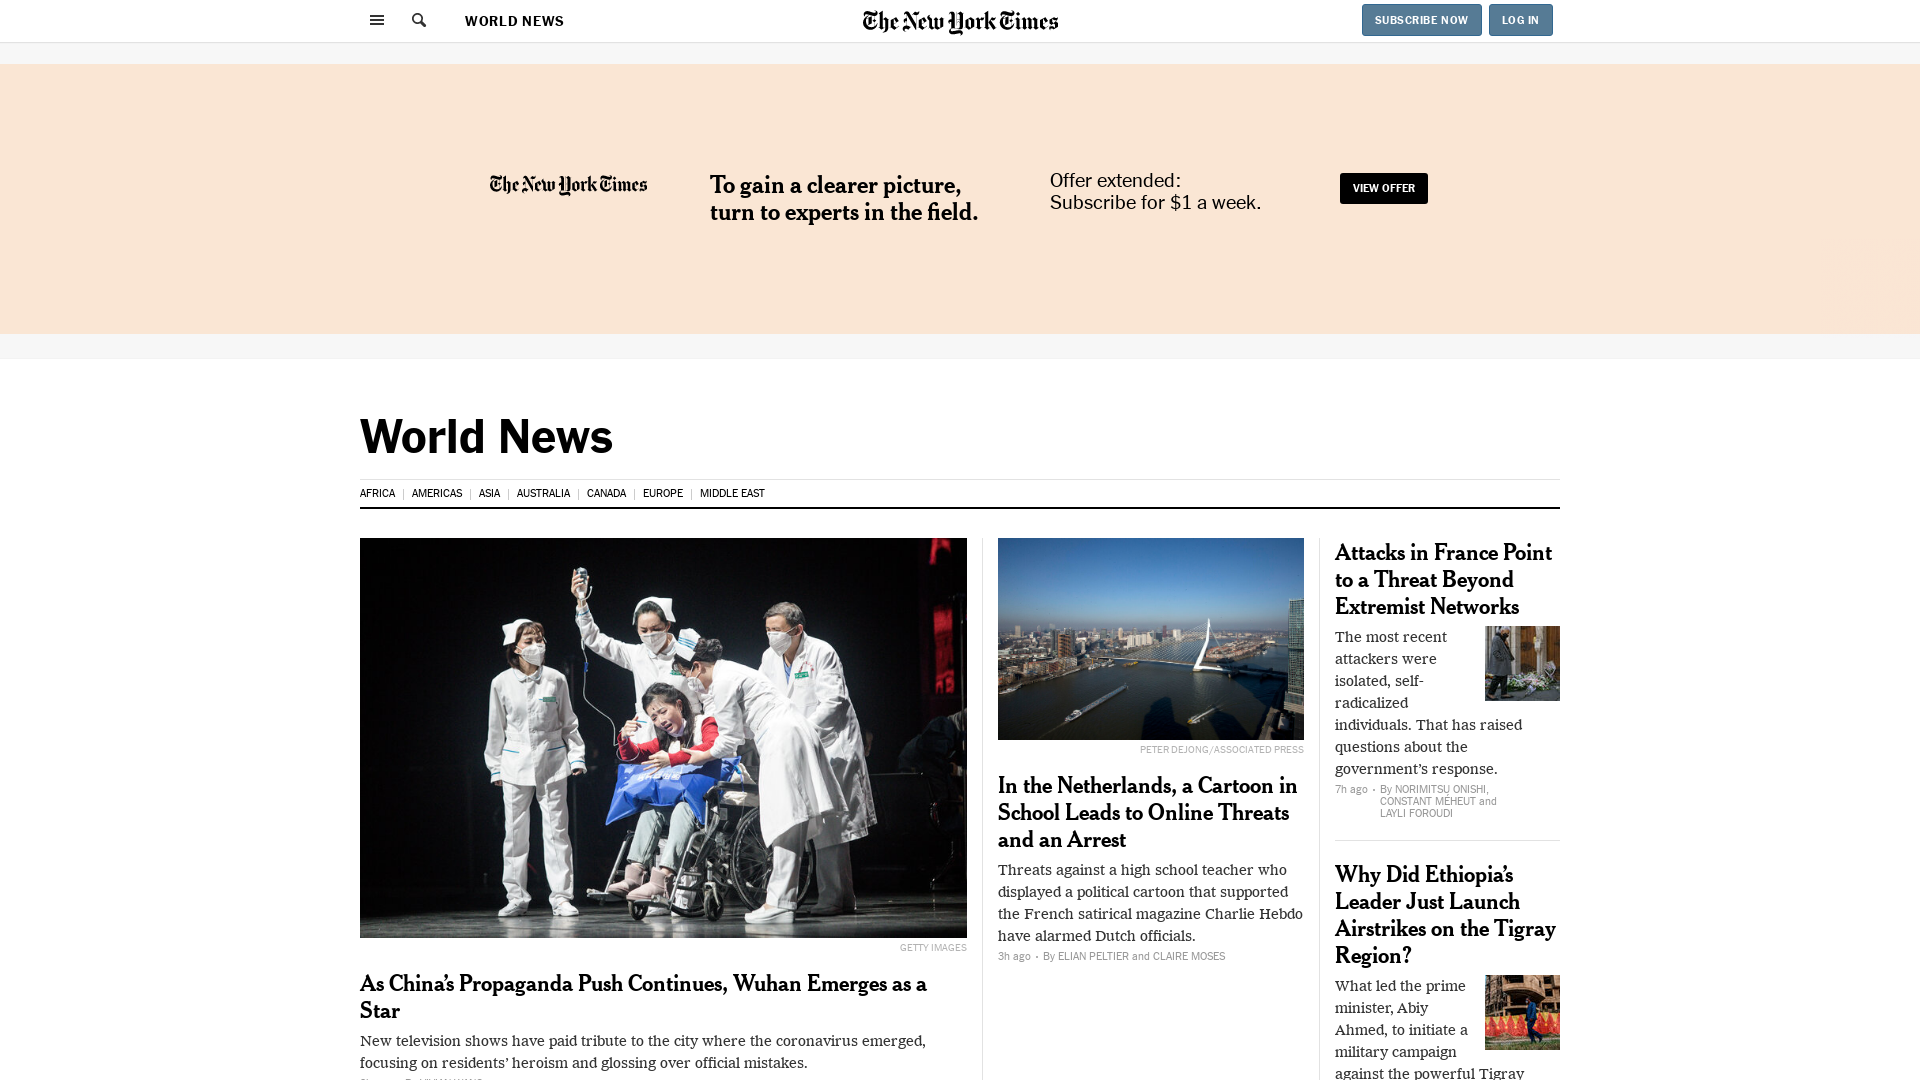 WORLD NEWS
The New York Times
SUBSCRIBE NOW
LOG IN
The New York Times
To gain a clearer picture,
turn to experts in the field.
Offer extended:
Subscribe for $1 a week.
VIEW OFFER
World News
AFRICA
AMERICAS
ASIA
AUSTRALIA
CANADA
EUROPE
MIDDLE EAST
GETTY IMAGES
As China’s Propaganda Push Continues, Wuhan Emerges as a
Star
New television shows have paid tribute to the city where the coronavirus emerged,
focusing on residents’ heroism and glossing over official mistakes.
PETER DEJONG/ASSOCIATED PRESS
In the Netherlands, a Cartoon in
School Leads to Online Threats
and an Arrest
Threats against a high school teacher who
displayed a political cartoon that supported
the French satirical magazine Charlie Hebdo
have alarmed Dutch officials.
3h ago · By ELIAN PELTIER and CLAIRE MOSES
Attacks in France Point
to a Threat Beyond
Extremist Networks
The most recent
attackers were
isolated, self-
radicalized
individuals. That has raised
questions about the
government’s response.
7h ago · By NORIMITSU ONISHI,
CONSTANT MÉHEUT and
LAYLI FOROUDI
Why Did Ethiopia’s
Leader Just Launch
Airstrikes on the Tigray
Region?
What led the prime
minister, Abiy
Ahmed, to initiate a
military campaign
against the powerful Tigray